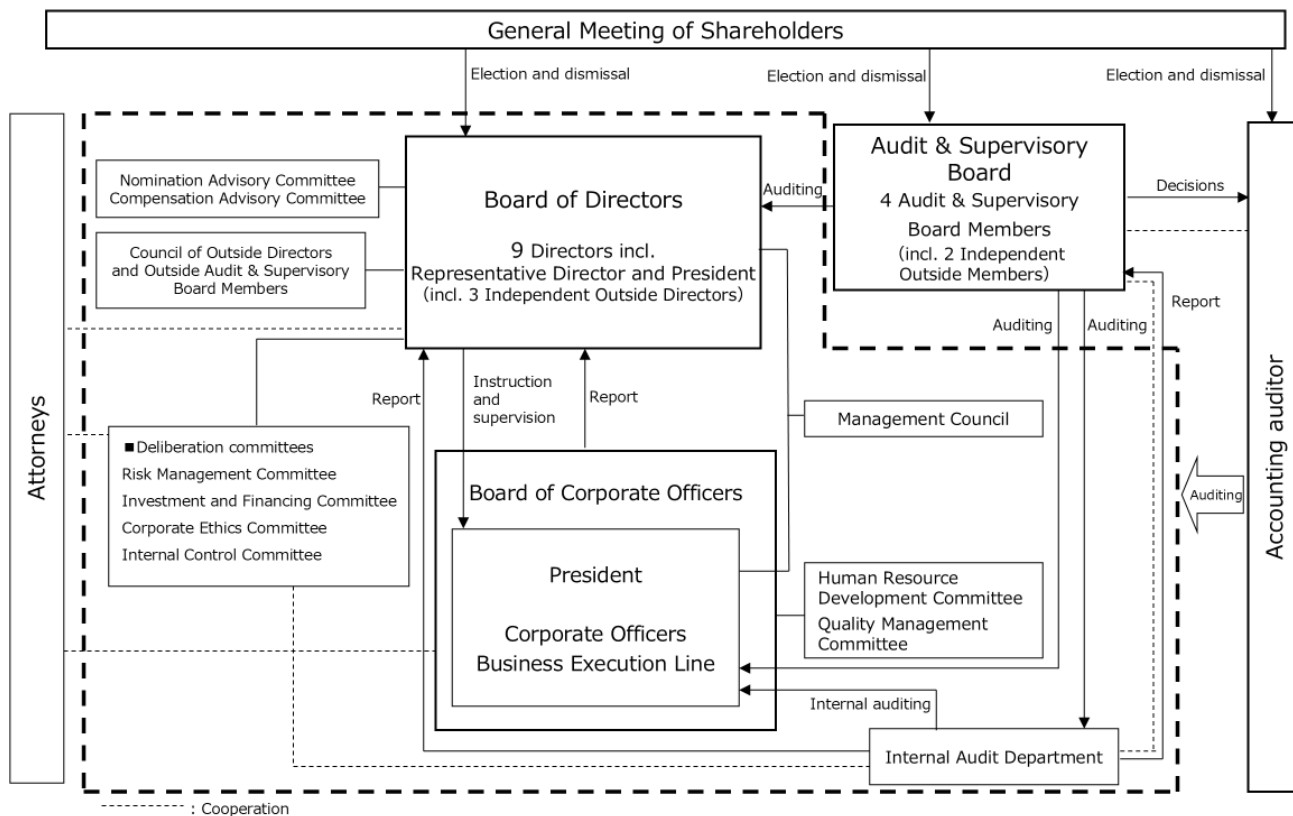 General Meeting of Shareholders
Election and dismissal
Election and dismissal
Election and dismissal
Attorneys
Nomination Advisory Committee
Compensation Advisory Committee
Council of Outside Directors
and Outside Audit & Supervisory
Board Members
Board of Directors
9 Directors incl.
Representative Director and President
(incl. 3 Independent Outside Directors)
Auditing
Audit & Supervisory
Board
4 Audit & Supervisory
Board Members
(incl. 2 Independent
Outside Members)
Decisions
Accounting auditor
Auditing
Auditing
Report
Report
Instruction
and
supervision
Report
Management Council
■Deliberation committees
Risk Management Committee
Investment and Financing Committee
Corporate Ethics Committee
Internal Control Committee
Board of Corporate Officers
President
Corporate Officers
Business Execution Line
Human Resource
Development Committee
Quality Management
Committee
Auditing
Internal auditing
Internal Audit Department
: Cooperation